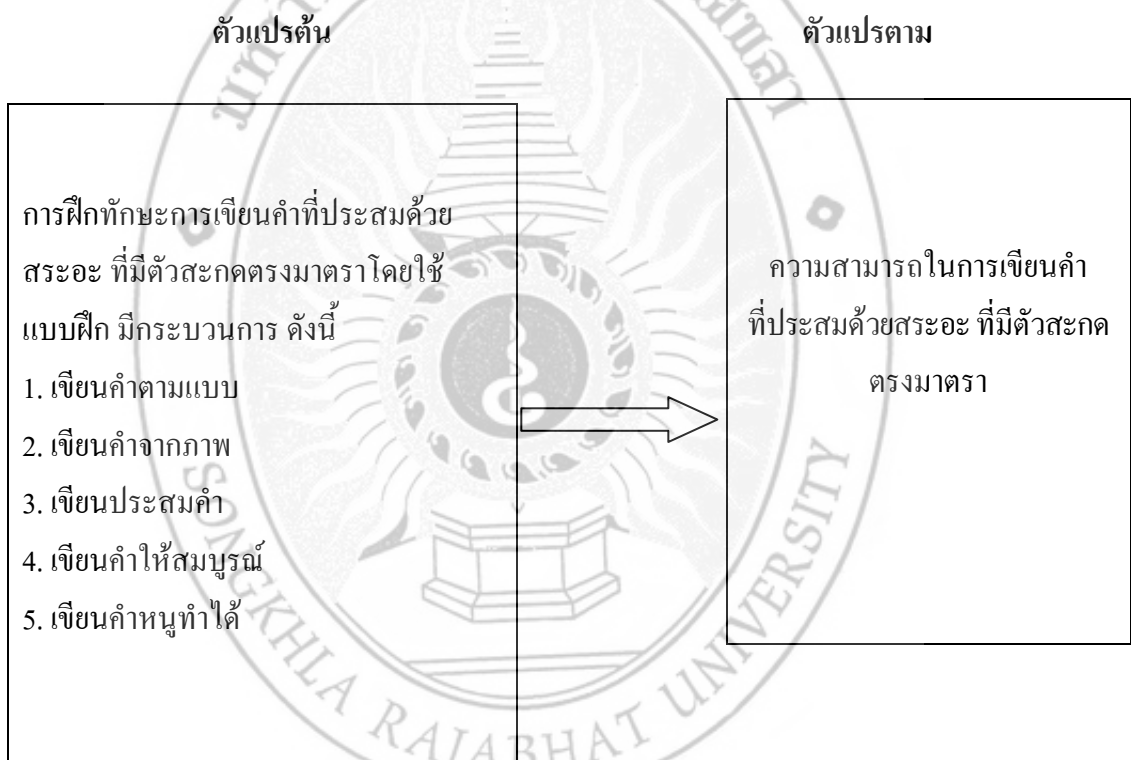 ตัวแปรต้น
ตัวแปรตาม
การฝึกทักษะการเขียนคำที่ประสมด้วย
สระอะ ที่มีตัวสะกดตรงมาตราโดยใช้
แบบฝึก มีกระบวนการ ดังนี้
1. เขียนคำตามแบบ
2. เขียนคำจากภาพ
3. เขียนประสมคำ
4. เขียนคำให้สมบูรณ์
5. เขียนคำหนูทำได้
ความสามารถในการเขียนคำ
ที่ประสมด้วยสระอะ ที่มีตัวสะกด
ตรงมาตรา
SONGKHLA RAJABHAT UNIVERSITY